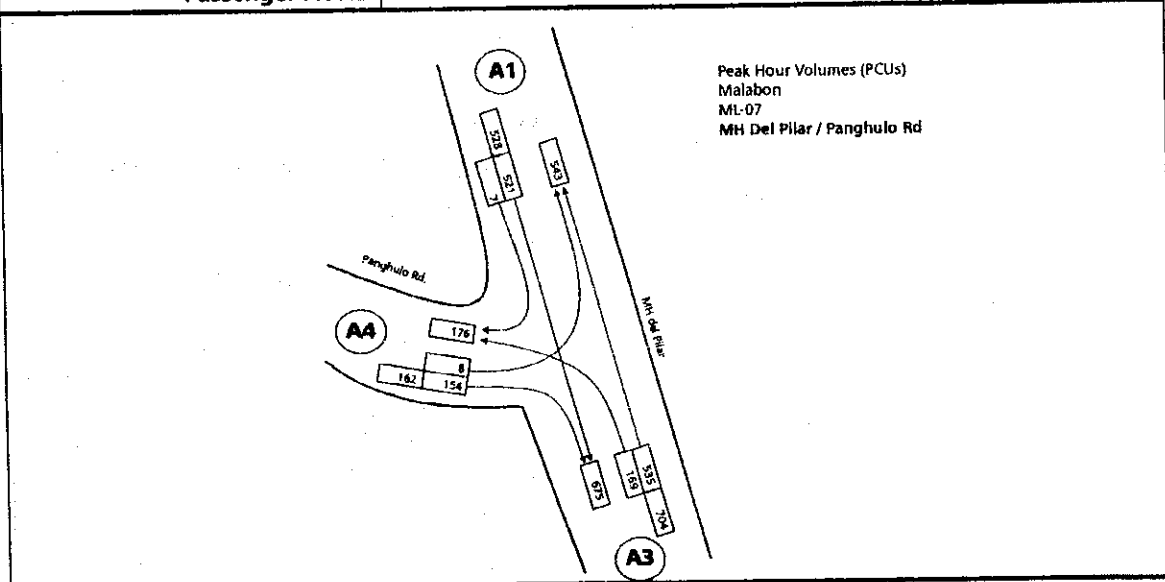 Passenger
A1
Peak Hour Volumes (PCUs)
Malabon
ML-07
MH Del Pilar / Panghulo Rd
528
521
7
543
Panghulo Rd.
MH del Pilar
A4
176
8
162
154
535
169
675
704
A3